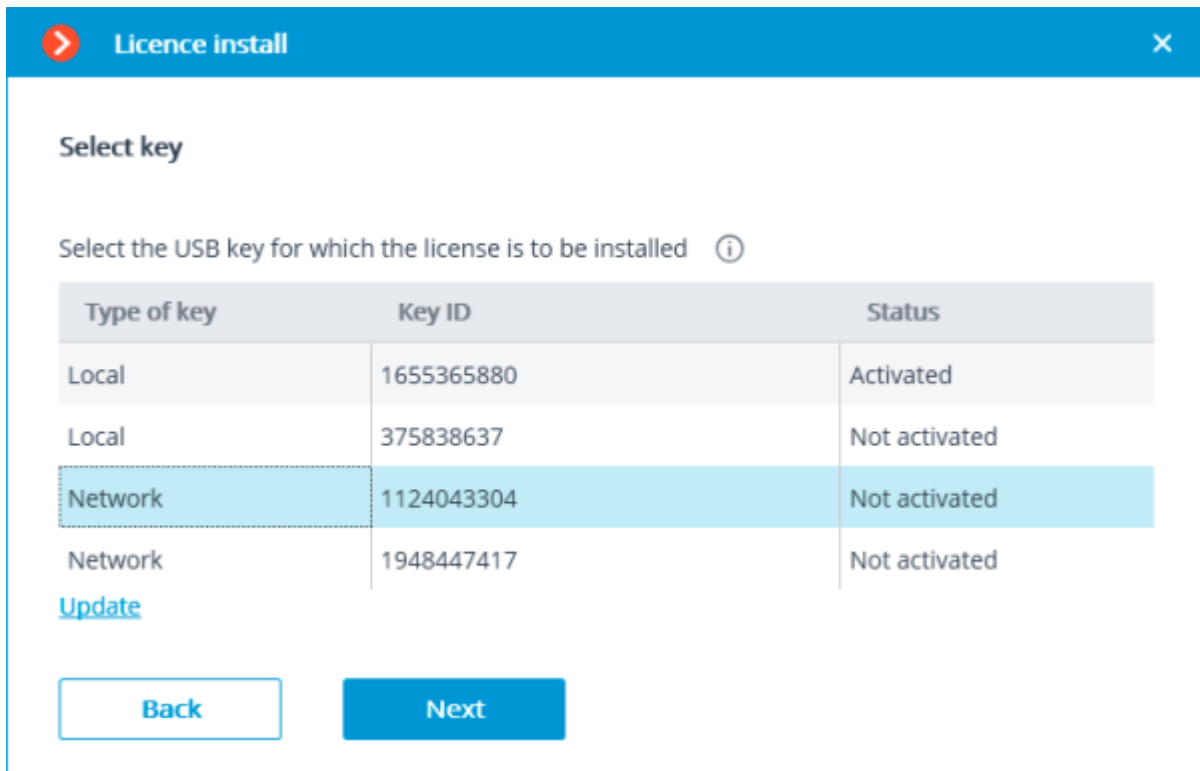 Licence install
Select key
Select the USB key for which the license is to be installed
Type of key Key ID Status
Local 1655365880 Activated
Local 375838637 Not activated
Network 1124043304 Not activated
Network 1948447417 Not activated
Update
Back Next